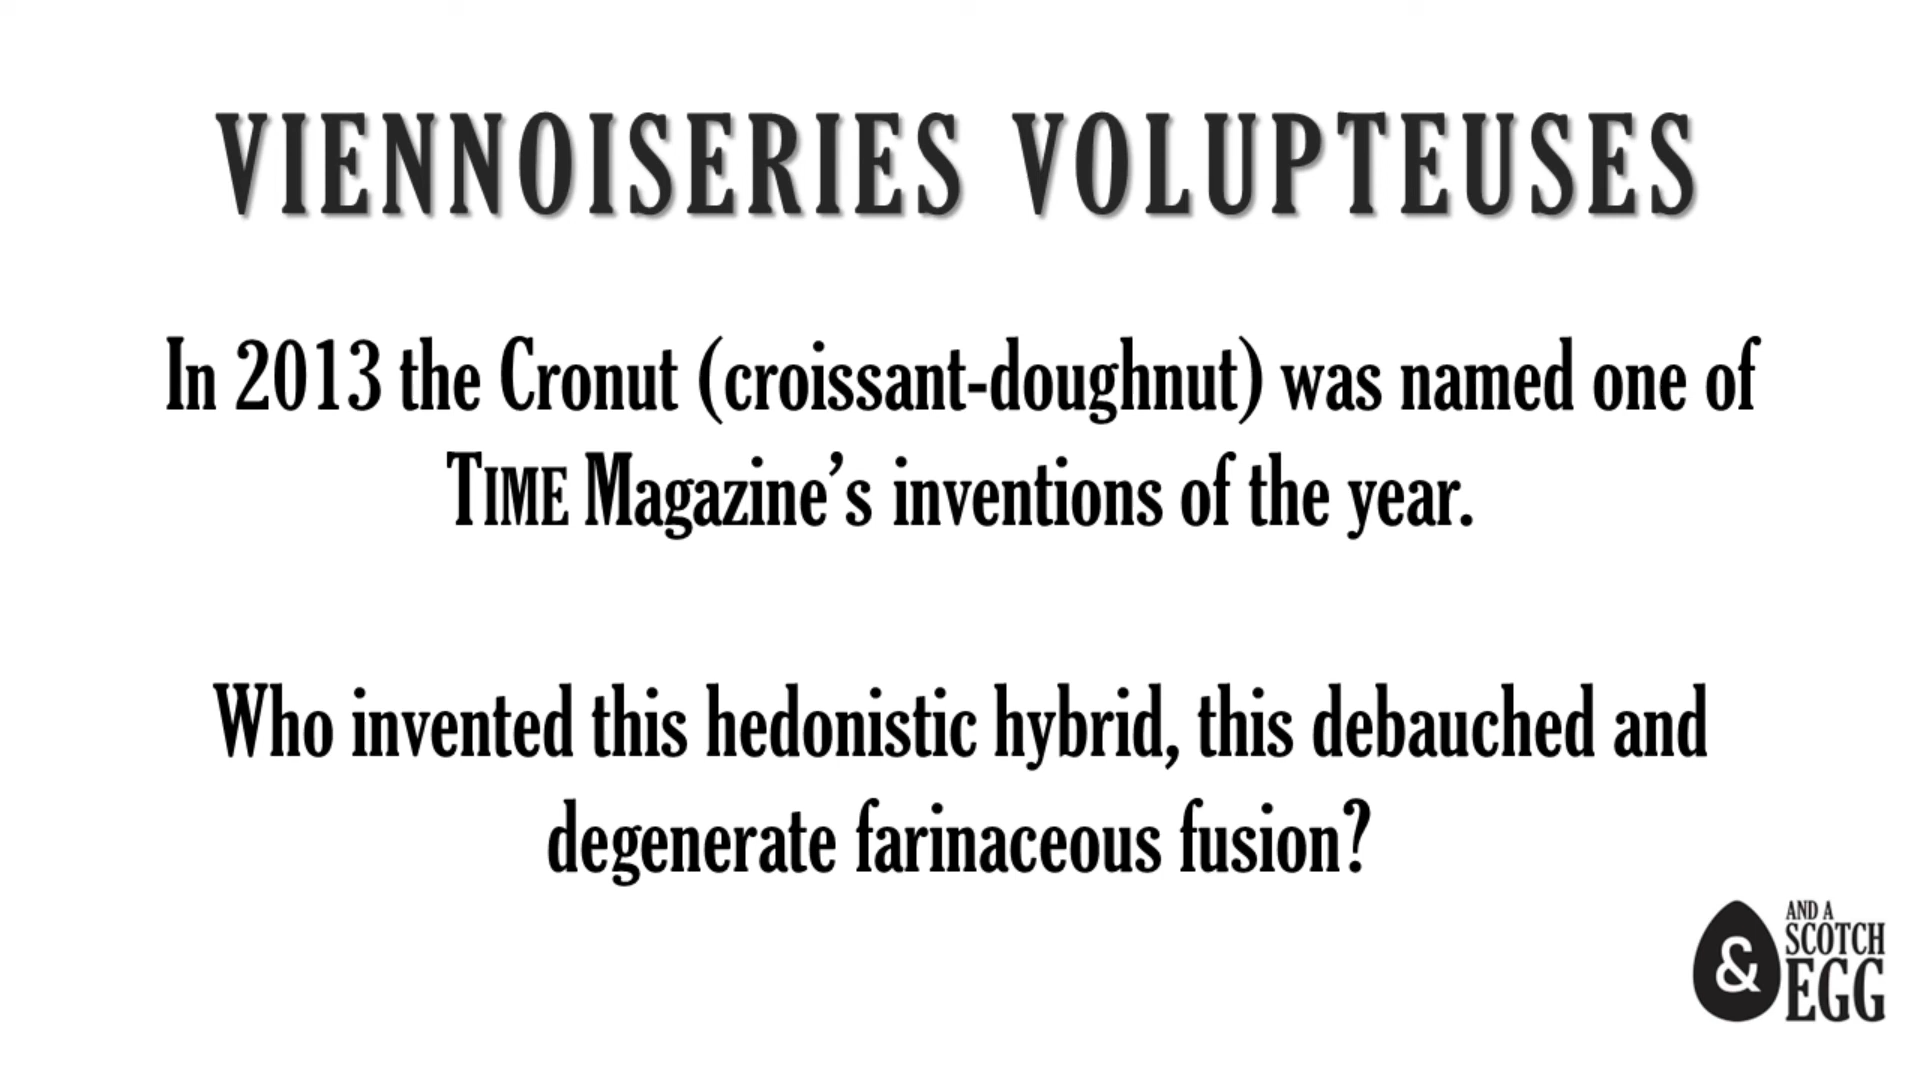 VIENNOISERIES VOLUPTEUSES
In 2013 the Cronut (croissant-doughnut) was named one of
TIME Magazine’s inventions of the year.
Who invented this hedonistic hybrid, this debauched and
degenerate farinaceous fusion?
&
AND A
SCOTCH
EGG